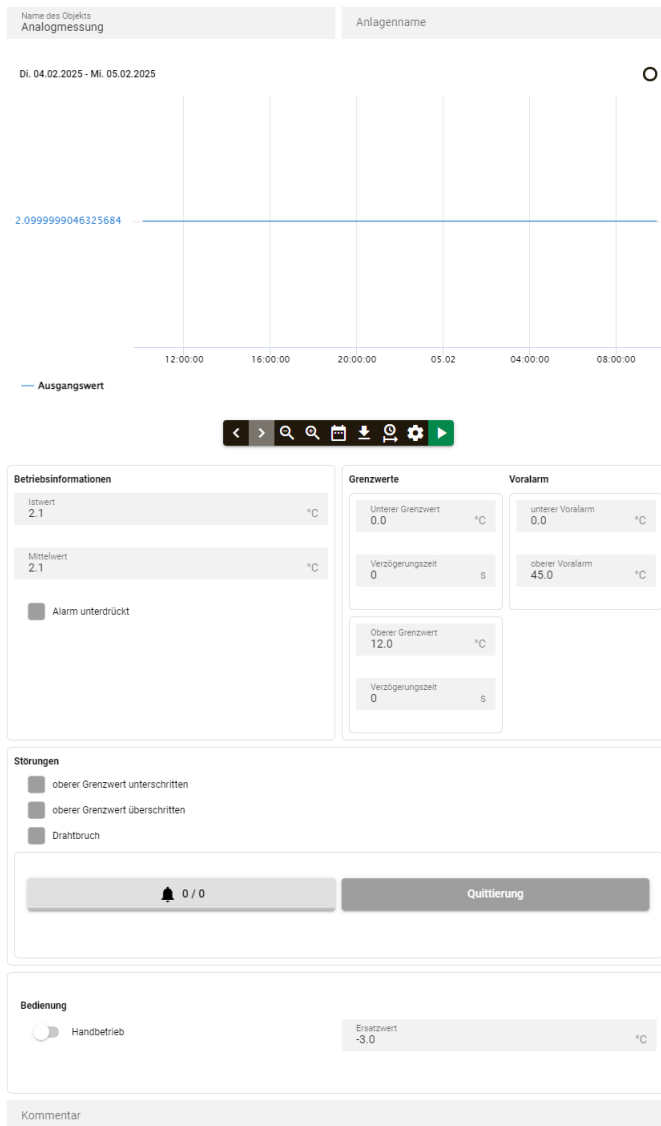 Name des Objekts
Analogmessung
Anlagenname
Di. 04.02.2025 - Mi. 05.02.2025
2.0999999046325684
12:00:00 16:00:00 20:00:00 05.02 04:00:00 08:00:00
Ausgangswert
Betriebsinformationen
Istwert
2.1 °C
Mittelwert
2.1 °C
Alarm unterdrückt
Grenzwerte
Unterer Grenzwert
0.0 °C
Verzögerungszeit
0 s
Oberer Grenzwert
12.0 °C
Verzögerungszeit
0 s
Voralarm
unterer Voralarm
0.0 °C
oberer Voralarm
45.0 °C
Störungen
oberer Grenzwert unterschritten
oberer Grenzwert überschritten
Drahtbruch
0 / 0
Quittierung
Bedienung
Handbetrieb
Ersatzwert
-3.0 °C
Kommentar